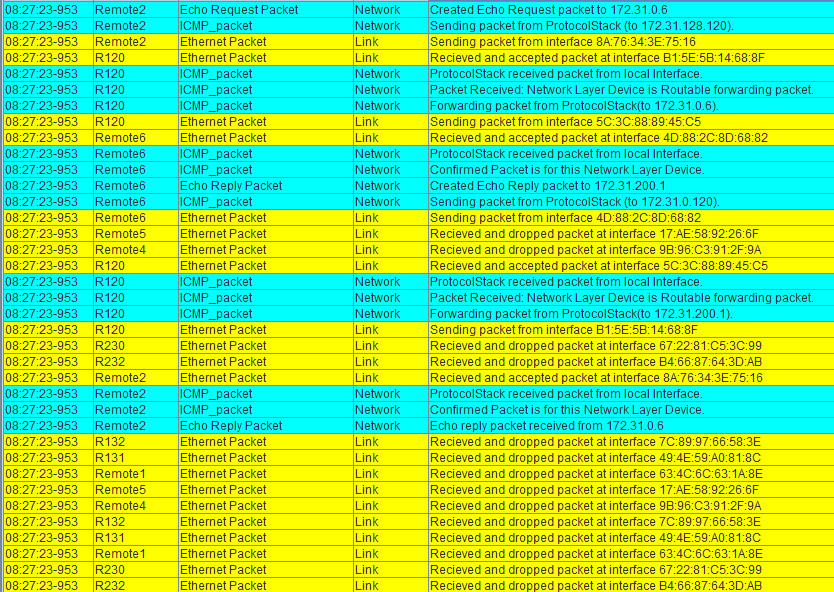 08:27:23-953 Remote2 Echo Request Packet Network Created Echo Request packet to 172.31.0.6
08:27:23-953 Remote2 ICMP_packet Network Sending packet from ProtocolStack (to 172.31.128.120).
08:27:23-953 Remote2 Ethernet Packet Link Sending packet from interface 8A:76:34:3E:75:16
08:27:23-953 R120 Ethernet Packet Link Recieved and accepted packet at interface B1:5E:5B:14:68:8F
08:27:23-953 R120 ICMP_packet Network ProtocolStack received packet from local Interface.
08:27:23-953 R120 ICMP_packet Network Packet Received: Network Layer Device is Routable forwarding packet.
08:27:23-953 R120 ICMP_packet Network Forwarding packet from ProtocolStack(to 172.31.0.6).
08:27:23-953 R120 Ethernet Packet Link Sending packet from interface 5C:3C:88:89:45:C5
08:27:23-953 Remote6 Ethernet Packet Link Recieved and accepted packet at interface 4D:88:2C:8D:68:82
08:27:23-953 Remote6 ICMP_packet Network ProtocolStack received packet from local Interface.
08:27:23-953 Remote6 ICMP_packet Network Confirmed Packet is for this Network Layer Device.
08:27:23-953 Remote6 Echo Reply Packet Network Created Echo Reply packet to 172.31.200.1
08:27:23-953 Remote6 ICMP_packet Network Sending packet from ProtocolStack (to 172.31.0.120).
08:27:23-953 Remote6 Ethernet Packet Link Sending packet from interface 4D:88:2C:8D:68:82
08:27:23-953 Remote5 Ethernet Packet Link Recieved and dropped packet at interface 17:AE:58:92:26:6F
08:27:23-953 Remote4 Ethernet Packet Link Recieved and dropped packet at interface 9B:96:C3:91:2F:9A
08:27:23-953 R120 Ethernet Packet Link Recieved and accepted packet at interface 5C:3C:88:89:45:C5
08:27:23-953 R120 ICMP_packet Network ProtocolStack received packet from local Interface.
08:27:23-953 R120 ICMP_packet Network Packet Received: Network Layer Device is Routable forwarding packet.
08:27:23-953 R120 ICMP_packet Network Forwarding packet from ProtocolStack(to 172.31.200.1).
08:27:23-953 R120 Ethernet Packet Link Sending packet from interface B1:5E:5B:14:68:8F
08:27:23-953 R230 Ethernet Packet Link Recieved and dropped packet at interface 67:22:81:C5:3C:99
08:27:23-953 R232 Ethernet Packet Link Recieved and dropped packet at interface B4:66:87:64:3D:AB
08:27:23-953 Remote2 Ethernet Packet Link Recieved and accepted packet at interface 8A:76:34:3E:75:16
08:27:23-953 Remote2 ICMP_packet Network ProtocolStack received packet from local Interface.
08:27:23-953 Remote2 ICMP_packet Network Confirmed Packet is for this Network Layer Device.
08:27:23-953 Remote2 Echo Reply Packet Network Echo reply packet received from 172.31.0.6
08:27:23-953 R132 Ethernet Packet Link Recieved and dropped packet at interface 7C:89:97:66:58:3E
08:27:23-953 R131 Ethernet Packet Link Recieved and dropped packet at interface 49:4E:59:A0:81:8C
08:27:23-953 Remote1 Ethernet Packet Link Recieved and dropped packet at interface 63:4C:6C:63:1A:8E
08:27:23-953 Remote5 Ethernet Packet Link Recieved and dropped packet at interface 17:AE:58:92:26:6F
08:27:23-953 Remote4 Ethernet Packet Link Recieved and dropped packet at interface 9B:96:C3:91:2F:9A
08:27:23-953 R132 Ethernet Packet Link Recieved and dropped packet at interface 7C:89:97:66:58:3E
08:27:23-953 R131 Ethernet Packet Link Recieved and dropped packet at interface 49:4E:59:A0:81:8C
08:27:23-953 Remote1 Ethernet Packet Link Recieved and dropped packet at interface 63:4C:6C:63:1A:8E
08:27:23-953 R230 Ethernet Packet Link Recieved and dropped packet at interface 67:22:81:C5:3C:99
08:27:23-953 R232 Ethernet Packet Link Recieved and dropped packet at interface B4:66:87:64:3D:AB